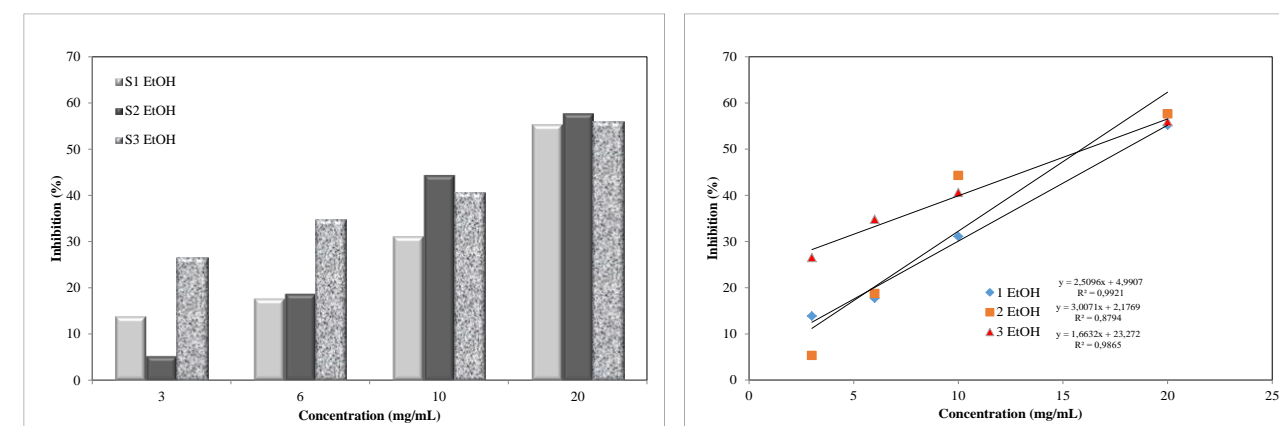 70
60
50
40
30
20
10
0
Inhibition (%)
S1 EtOH
S2 EtOH
S3 EtOH
3 6 10 20
Concentration (mg/mL)
70
60
50
40
30
20
10
0
Inhibition (%)
1 EtOH
2 EtOH
3 EtOH
y = 2,5096x + 4,9907
R² = 0,9921
y = 3,0071x + 2,1769
R² = 0,8794
y = 1,6632x + 23,272
R² = 0,9865
0 5 10 15 20 25
Concentration (mg/mL)